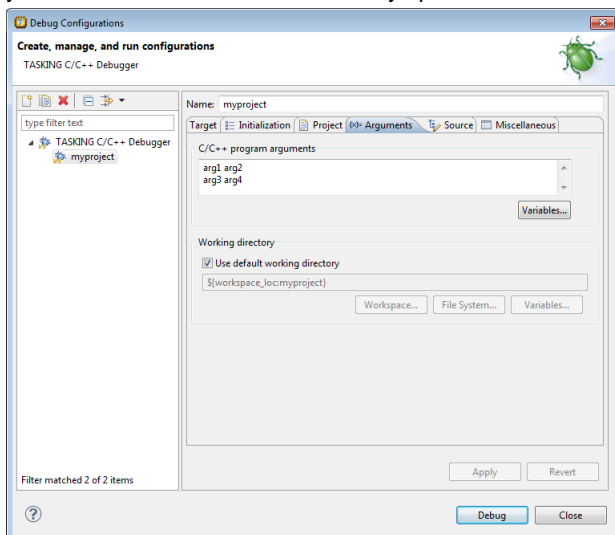 Debug Configurations
Create, manage, and run configurations
TASKING C/C++ Debugger
type filter text
TASKING C/C++ Debugger
myproject
Filter matched 2 of 2 items
Name: myproject
Target Initialization Project (x)= Arguments Source Miscellaneous
C/C++ program arguments
arg1 arg2
arg3 arg4
Variables...
Working directory
Use default working directory
${workspace_loc:myproject}
Workspace... File System... Variables...
Apply Revert
? Debug Close